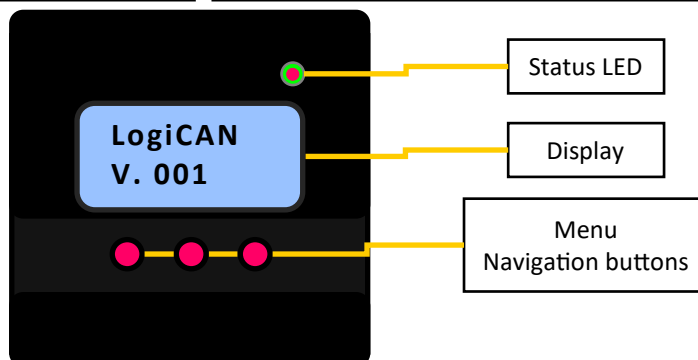 Status LED
LogiCAN
V. 001
Display
Menu
Navigation buttons